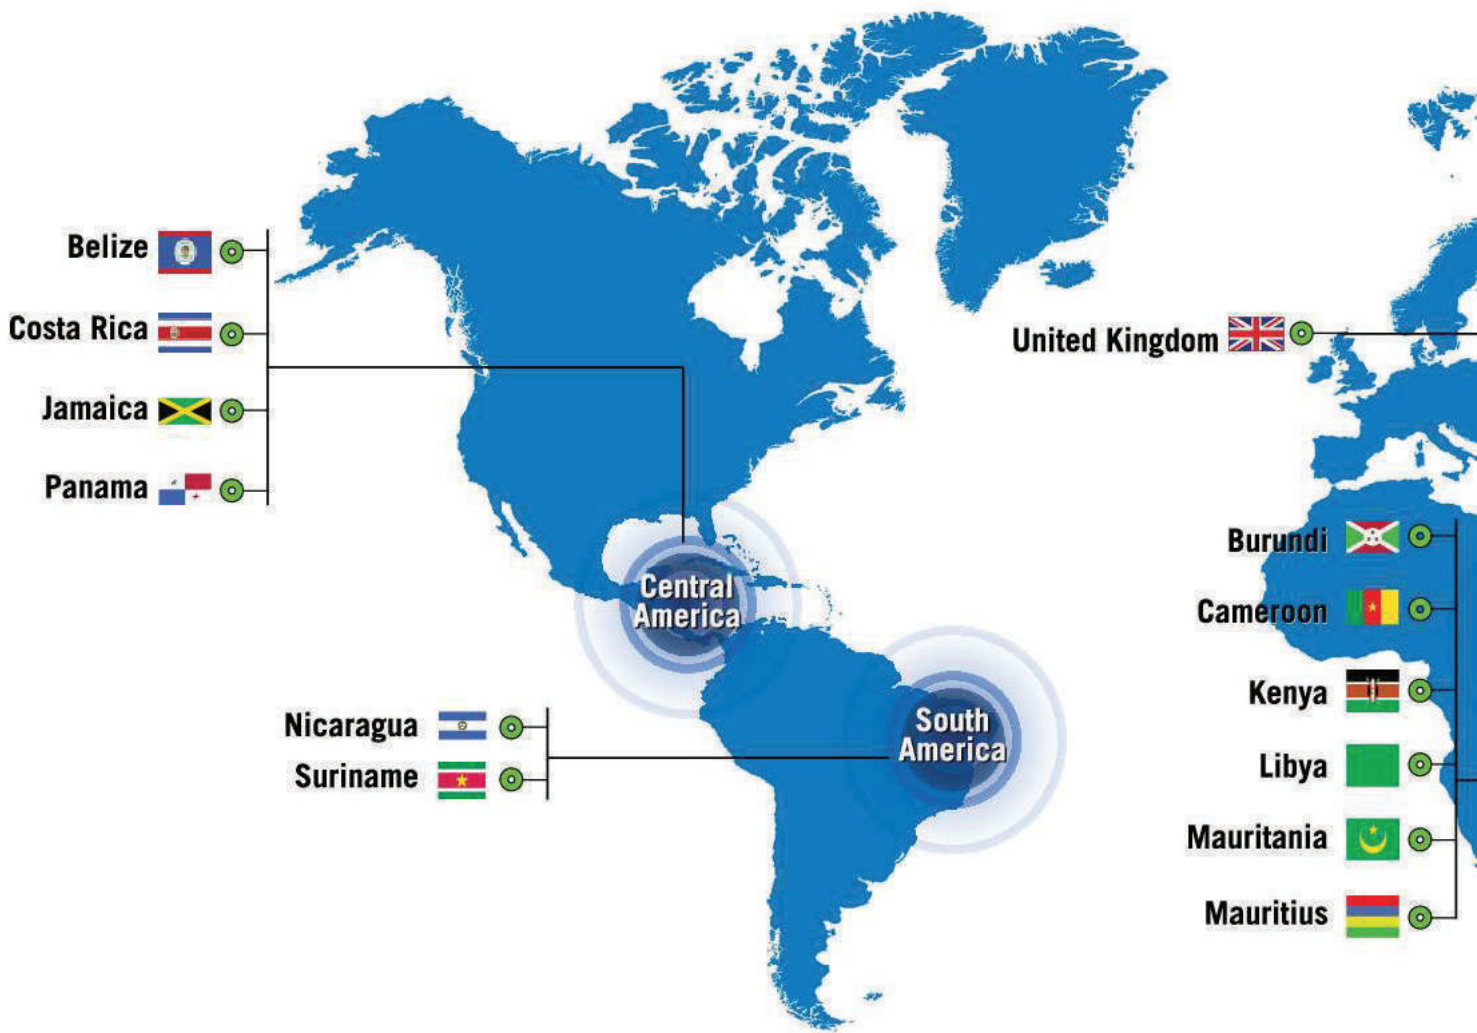 Belize
Costa Rica
Jamaica
Panama
Central
America
Nicaragua
Suriname
South
America
United Kingdom
Burundi
Cameroon
Kenya
Libya
Mauritania
Mauritius